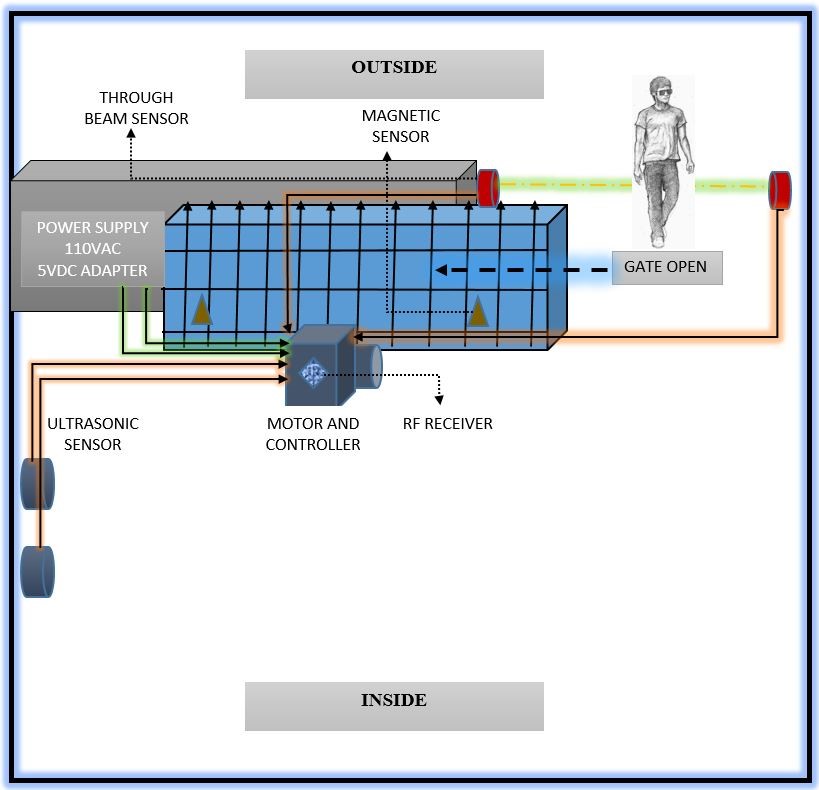 OUTSIDE
THROUGH
BEAM SENSOR
MAGNETIC
SENSOR
POWER SUPPLY
110VAC
5VDC ADAPTER
GATE OPEN
ULTRASONIC
SENSOR
MOTOR AND
CONTROLLER
RF RECEIVER
INSIDE